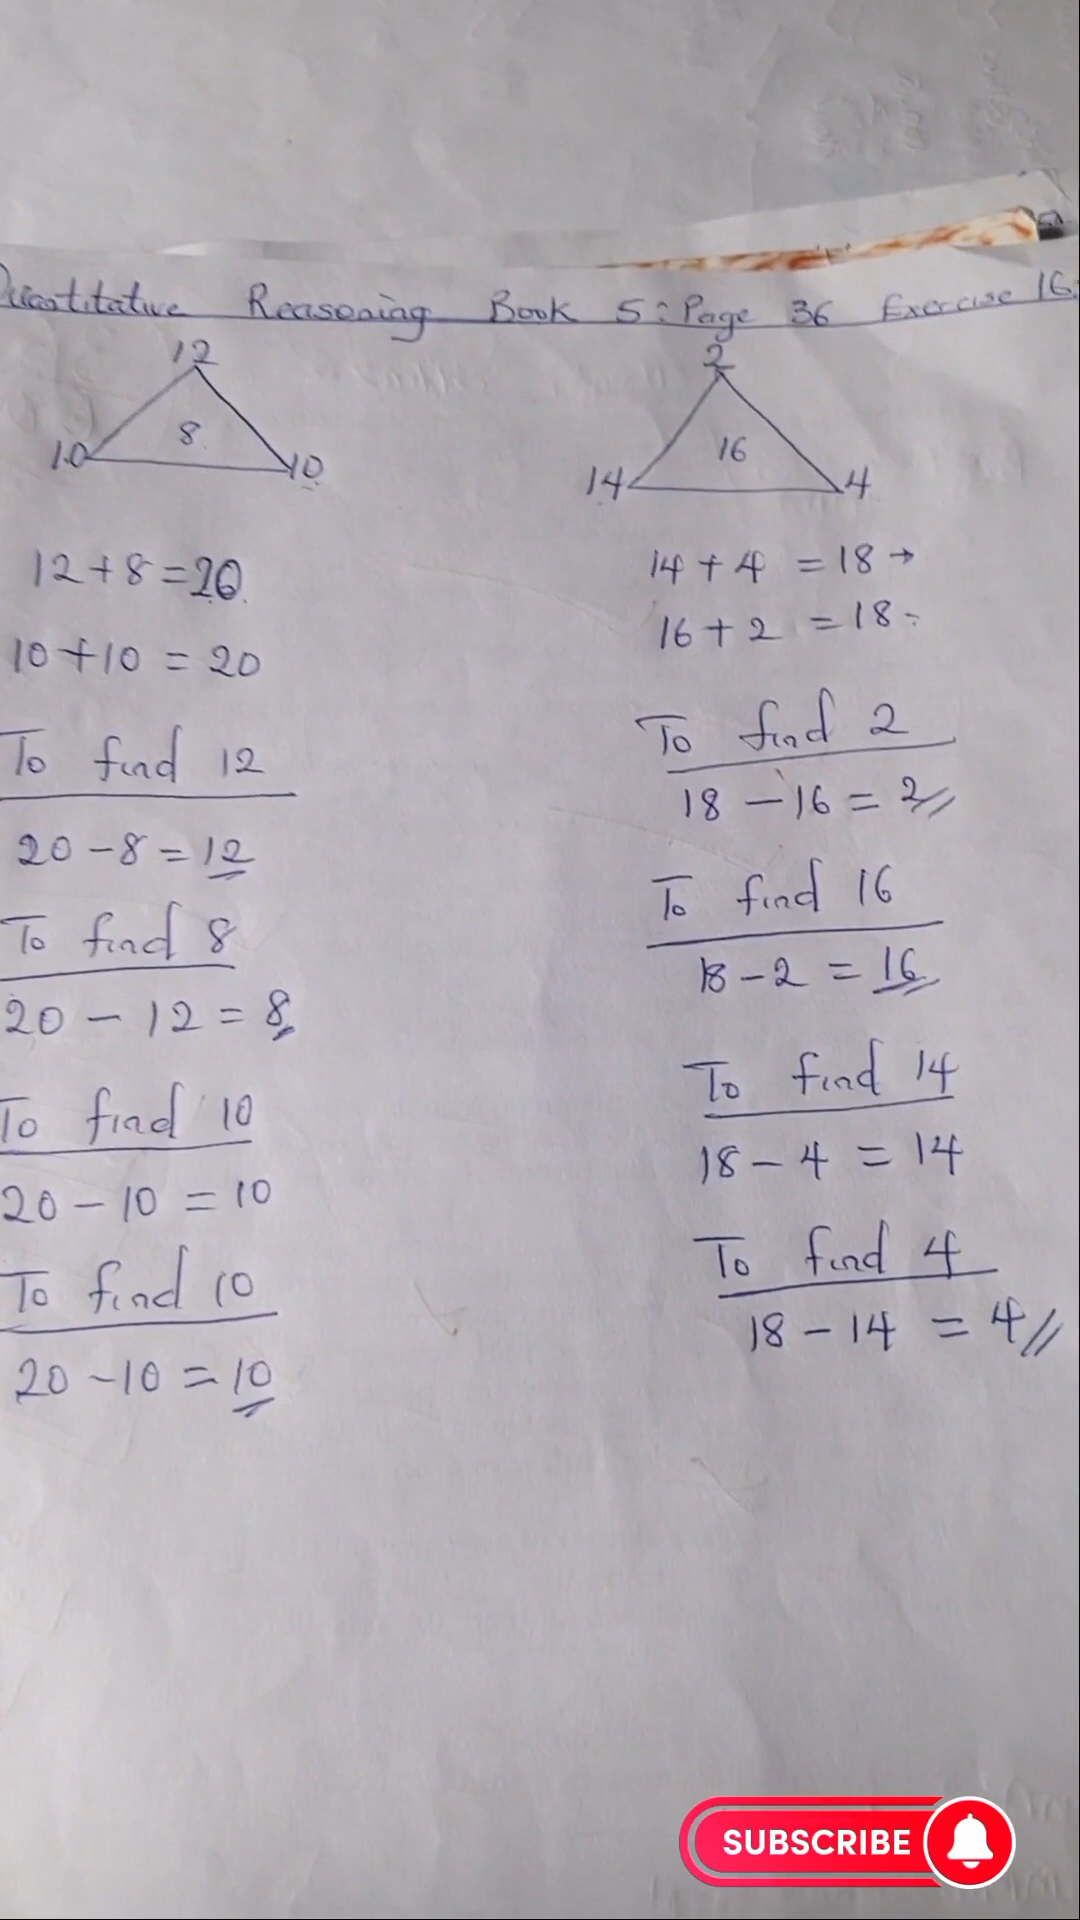 Quantitative Reasoning Book 5: Page 36 Exercise 16:
12
8
10 10
12+8=20
10+10=20
To find 12
20-8=12
To find 8
20-12=8
To find 10
20-10=10
To find 10
20-10=10
2
16
14 4
14+4=18→
16+2=18
To find 2
18-16=2//
To find 16
18-2=16
To find 14
18-4=14
To find 4
18-14=4//
SUBSCRIBE